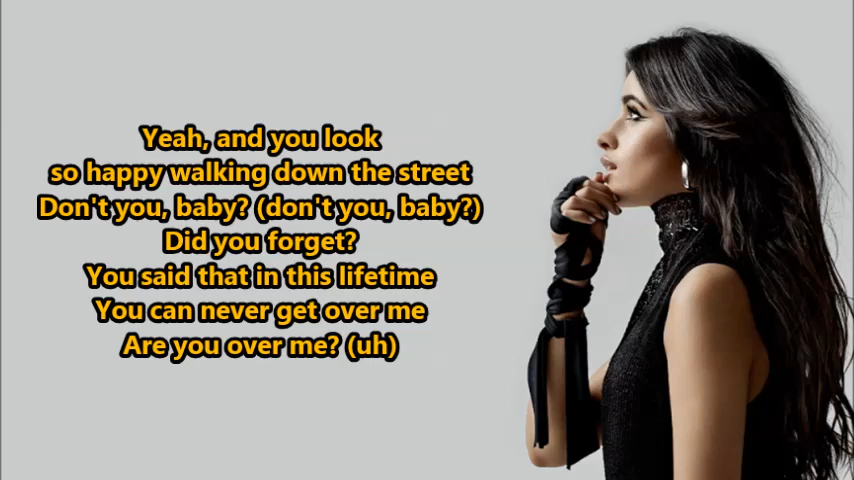 Yeah, and you look
so happy walking down the street
Don't you, baby? (don't you, baby?)
Did you forget?
You said that in this lifetime
You can never get over me
Are you over me? (uh)